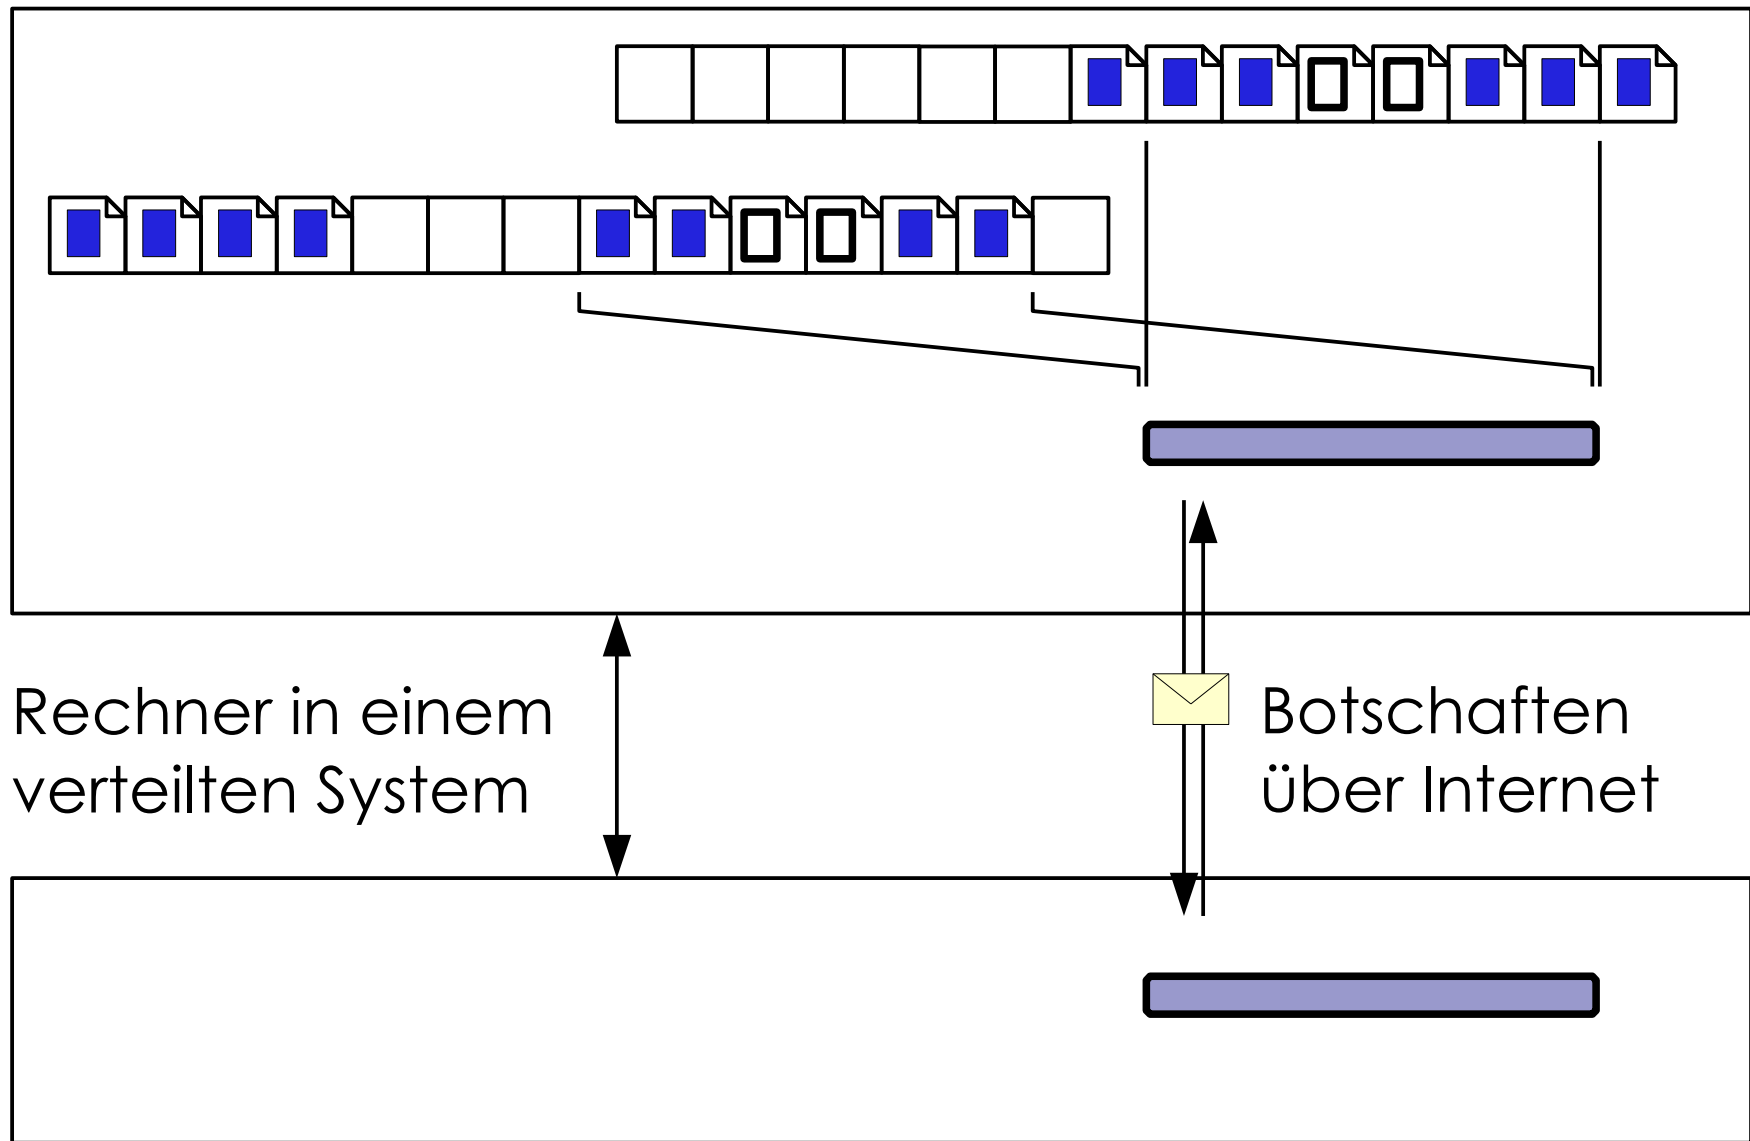 Rechner in einem
verteilten System
Botschaften
über Internet